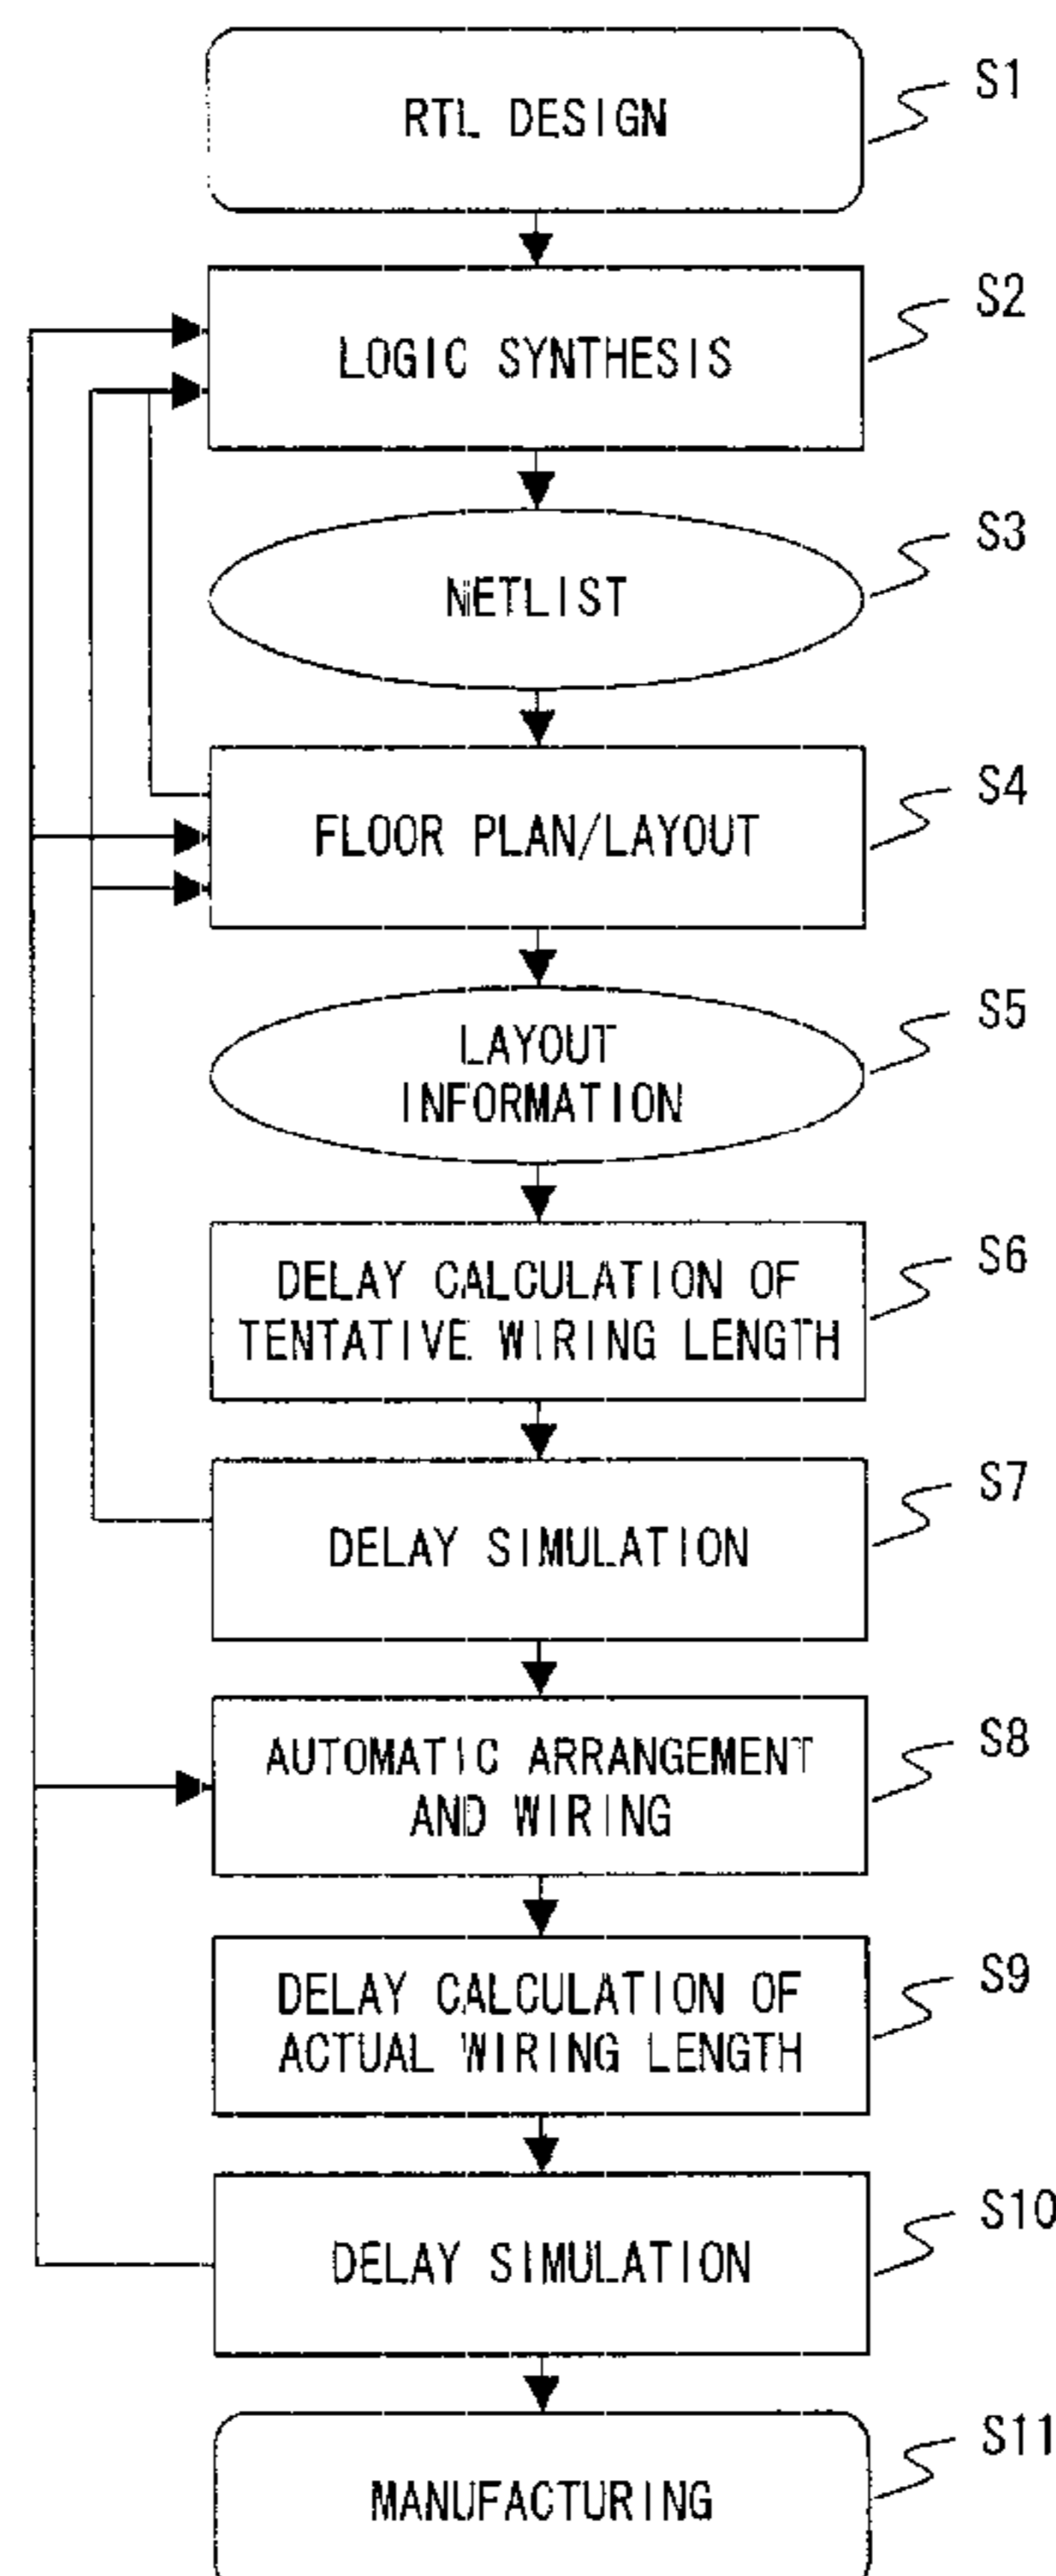 RTL DESIGN
S1
LOGIC SYNTHESIS
S2
NETLIST
S3
FLOOR PLAN/LAYOUT
S4
LAYOUT
INFORMATION
S5
DELAY CALCULATION OF
TENTATIVE WIRING LENGTH
S6
DELAY SIMULATION
S7
AUTOMATIC ARRANGEMENT
AND WIRING
S8
DELAY CALCULATION OF
ACTUAL WIRING LENGTH
S9
DELAY SIMULATION
S10
MANUFACTURING
S11